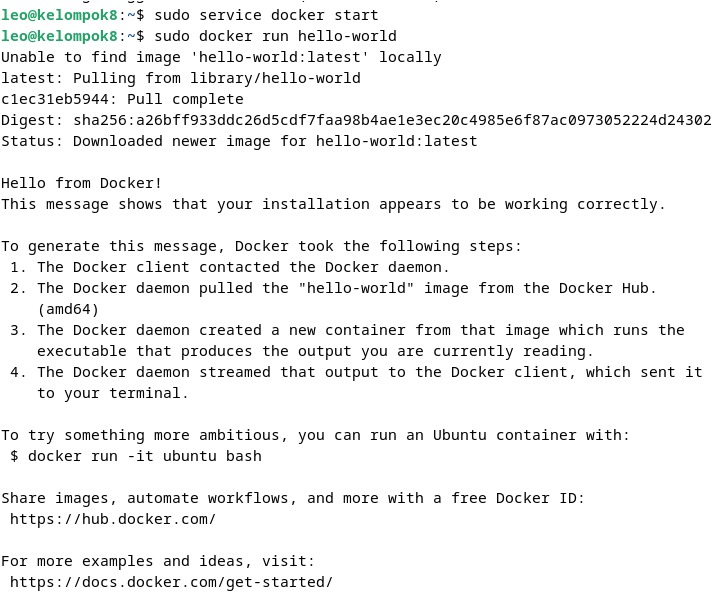 leo@kelompok8:~$ sudo service docker start
leo@kelompok8:~$ sudo docker run hello-world
Unable to find image 'hello-world:latest' locally
latest: Pulling from library/hello-world
c1ec31eb5944: Pull complete
Digest: sha256:a26bff933ddc26d5cdf7faa98b4ae1e3ec20c4985e6f87ac0973052224d24302
Status: Downloaded newer image for hello-world:latest

Hello from Docker!
This message shows that your installation appears to be working correctly.

To generate this message, Docker took the following steps:
 1. The Docker client contacted the Docker daemon.
 2. The Docker daemon pulled the "hello-world" image from the Docker Hub.
    (amd64)
 3. The Docker daemon created a new container from that image which runs the
    executable that produces the output you are currently reading.
 4. The Docker daemon streamed that output to the Docker client, which sent it
    to your terminal.

To try something more ambitious, you can run an Ubuntu container with:
 $ docker run -it ubuntu bash

Share images, automate workflows, and more with a free Docker ID:
 https://hub.docker.com/

For more examples and ideas, visit:
 https://docs.docker.com/get-started/